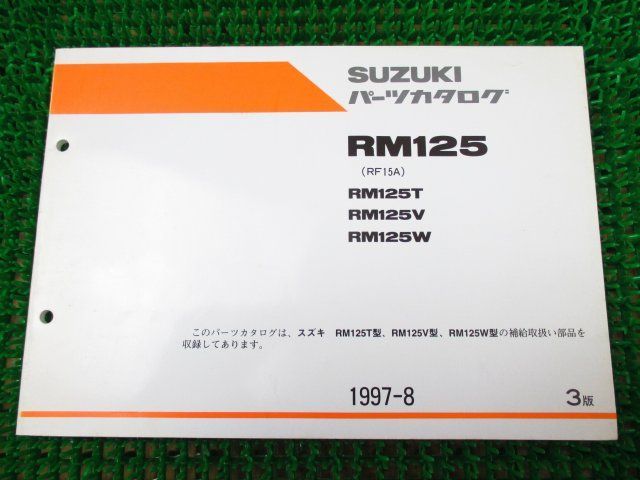 SUZUKI
パーツカタログ
RM125
(RF15A)
RM125T
RM125V
RM125W
このパーツカタログは、スズキ RM125T型、RM125V型、RM125W型の補給取扱い部品を
収録してあります。
1997-8
3版